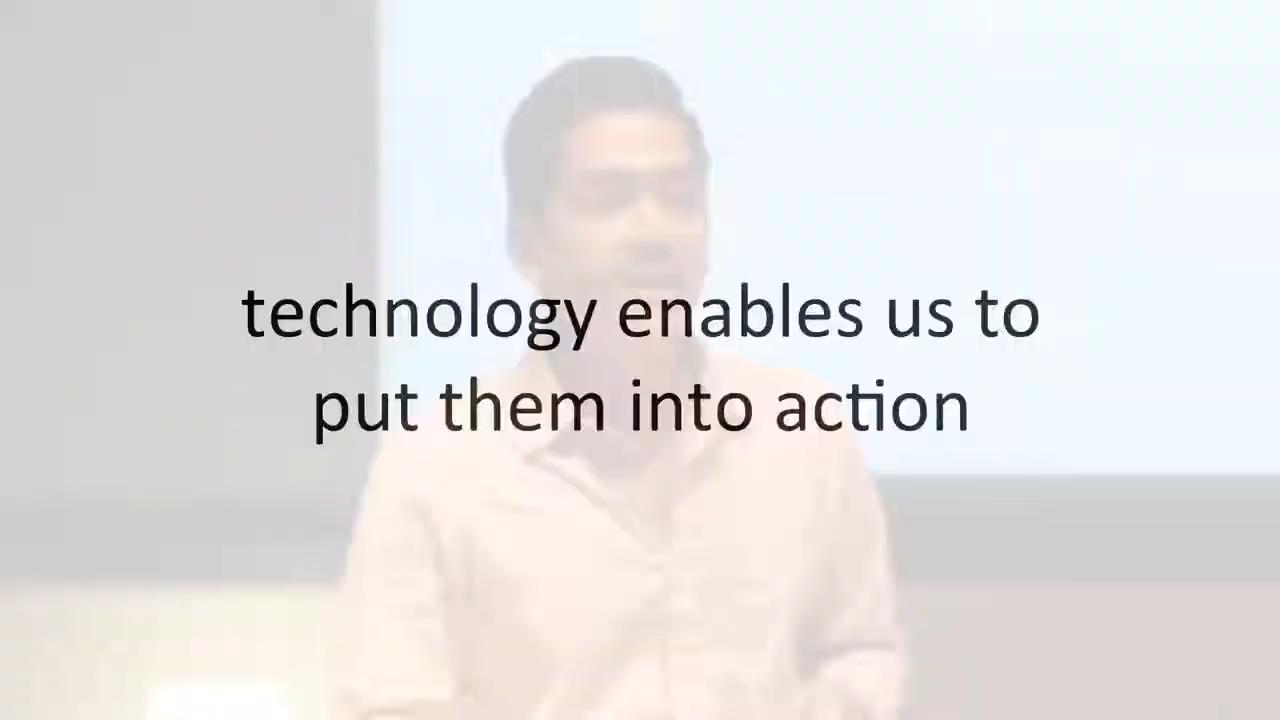 technology enables us to
put them into action